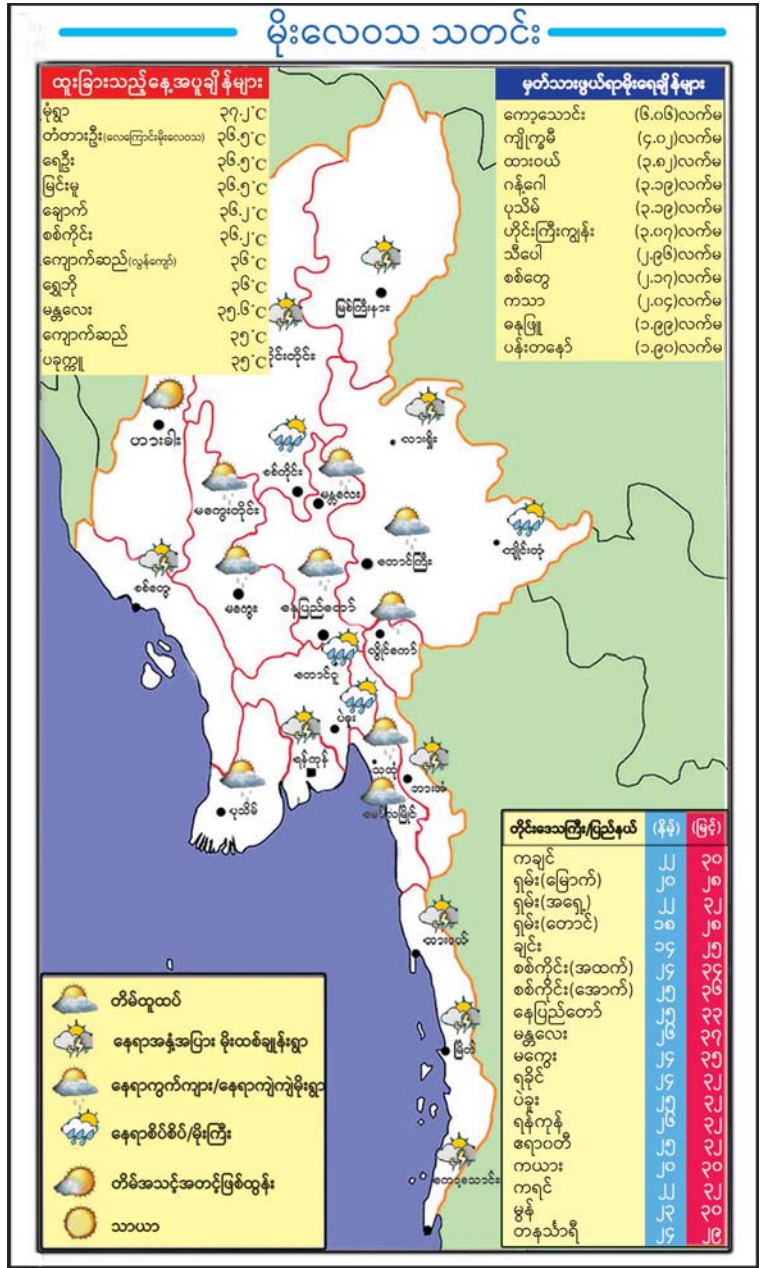 မိုးလေဝသ သတင်း
ထူးခြားသည့်နေ့အပူချိန်များ
မုံရွာ ၃၇.၂°C
တံတားဦး(လေကြောင်းမိုးလေဝသ) ၃၆.၅°C
ရေဦး ၃၆.၅°C
မြင်းမူ ၃၆.၅°C
ချောက် ၃၆.၂°C
စစ်ကိုင်း ၃၆.၂°C
ကျောက်ဆည်(လွန်ကျော်) ၃၆°C
ရွှေဘို ၃၆°C
မန္တလေး ၃၅.၆°C
ကျောက်ဆည် ၃၅°C
ပခုက္ကူ ၃၅°C
မှတ်သားဖွယ်ရာမိုးရေချိန်များ
ကော့သောင်း (၆.၀၆)လက်မ
ကျိုက္ခမီ (၄.၀၂)လက်မ
ထားဝယ် (၃.၈၂)လက်မ
ဂန့်ဂေါ (၃.၁၉)လက်မ
ပုသိမ် (၃.၁၉)လက်မ
ဟိုင်းကြီးကျွန်း (၃.၀၇)လက်မ
သီပေါ (၂.၉၆)လက်မ
စစ်တွေ (၂.၁၇)လက်မ
ကသာ (၂.၀၄)လက်မ
ဓနုဖြူ (၁.၉၉)လက်မ
ပန်းတနော် (၁.၉၀)လက်မ
မြစ်ကြီးနား
ဟားခါး
လားရှိုး
စစ်ကိုင်း
မန္တလေး
မကွေးတိုင်း
ကျိုင်းတုံ
တောင်ကြီး
စစ်တွေ
မကွေး
နေပြည်တော်
လွိုင်ကော်
တောင်ငူ
ပဲခူး
ရန်ကုန်
သထုံ
ဘားအံ
ပုသိမ်
မော်လမြိုင်
ထားဝယ်
မြိတ်
ကော့သောင်း
တိမ်ထူထပ်
နေရာအနှံ့အပြား မိုးထစ်ချုန်းရွာ
နေရာကွက်ကျား/နေရာကျဲကျဲမိုးရွာ
နေရာစိပ်စိပ်/မိုးကြီး
တိမ်အသင့်အတင့်ဖြစ်ထွန်း
သာယာ
တိုင်းဒေသကြီး/ပြည်နယ် (နိမ့်) (မြင့်)
ကချင် ၂၂ ၃၀
ရှမ်း(မြောက်) ၂၀ ၂၈
ရှမ်း(အရှေ့) ၂၂ ၃၂
ရှမ်း(တောင်) ၁၈ ၂၈
ချင်း ၁၄ ၂၅
စစ်ကိုင်း(အထက်) ၂၄ ၃၄
စစ်ကိုင်း(အောက်) ၂၅ ၃၆
နေပြည်တော် ၂၅ ၃၃
မန္တလေး ၂၆ ၃၇
မကွေး ၂၄ ၃၅
ရခိုင် ၂၄ ၃၂
ပဲခူး ၂၅ ၃၂
ရန်ကုန် ၂၆ ၃၂
ဧရာဝတီ ၂၅ ၃၂
ကယား ၂၀ ၃၀
ကရင် ၂၂ ၃၂
မွန် ၂၃ ၃၀
တနင်္သာရီ ၂၄ ၂၉